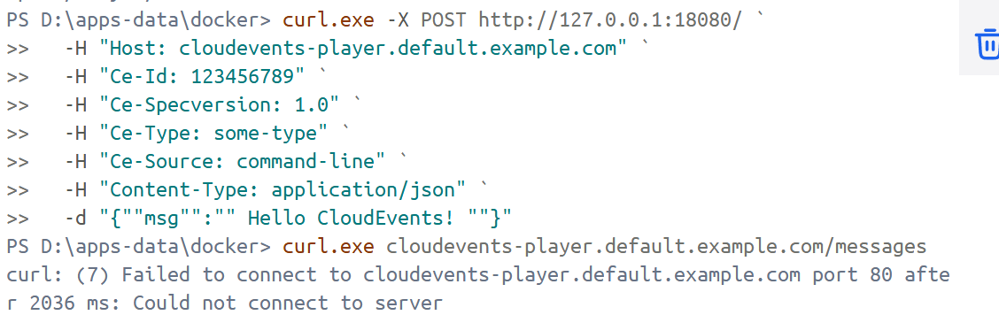 PS D:\apps-data\docker> curl.exe -X POST http://127.0.0.1:18080/ `
>>   -H "Host: cloudevents-player.default.example.com" `
>>   -H "Ce-Id: 123456789" `
>>   -H "Ce-Specversion: 1.0" `
>>   -H "Ce-Type: some-type" `
>>   -H "Ce-Source: command-line" `
>>   -H "Content-Type: application/json" `
>>   -d "{""msg"":"" Hello CloudEvents! ""}"
PS D:\apps-data\docker> curl.exe cloudevents-player.default.example.com/messages
curl: (7) Failed to connect to cloudevents-player.default.example.com port 80 afte
r 2036 ms: Could not connect to server